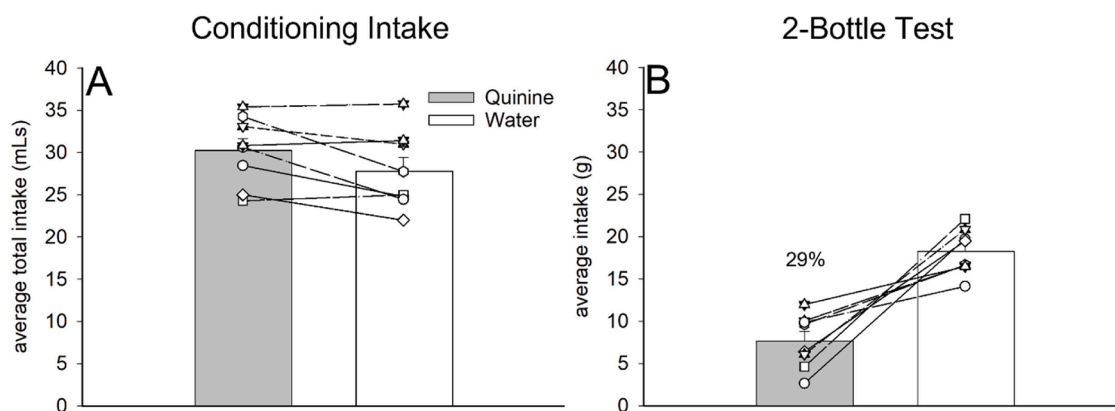 Conditioning Intake
2-Bottle Test
A
average total intake (mLs)
40
35
30
25
20
15
10
5
0
Quinine
Water
B
average intake (g)
40
35
30
25
20
15
10
5
0
29%